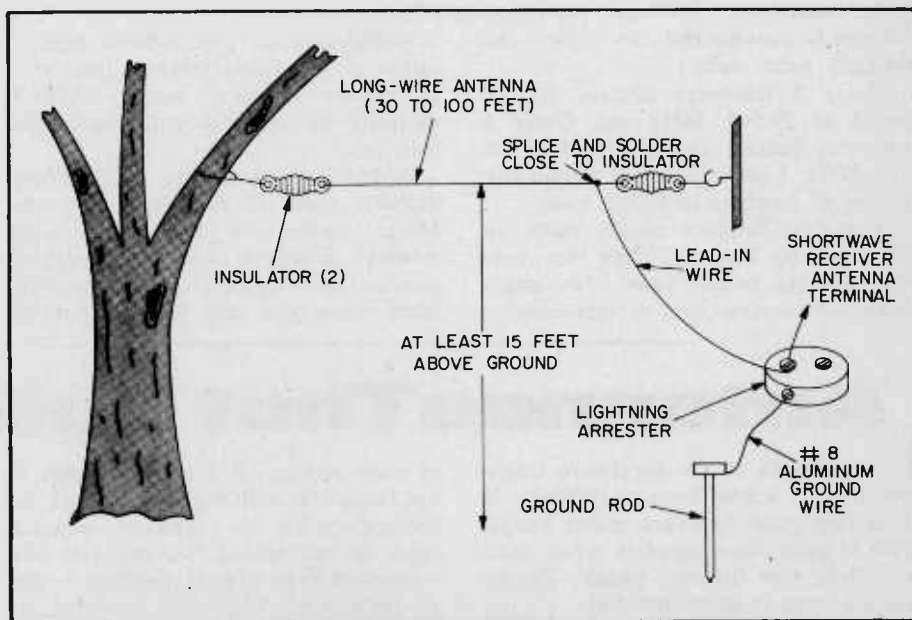 LONG-WIRE ANTENNA
(30 TO 100 FEET)
SPLICE AND SOLDER
CLOSE TO INSULATOR
INSULATOR (2)
LEAD-IN
WIRE
SHORTWAVE
RECEIVER
ANTENNA
TERMINAL
AT LEAST 15 FEET
ABOVE GROUND
LIGHTNING
ARRESTER
# 8
ALUMINUM
GROUND
WIRE
GROUND ROD